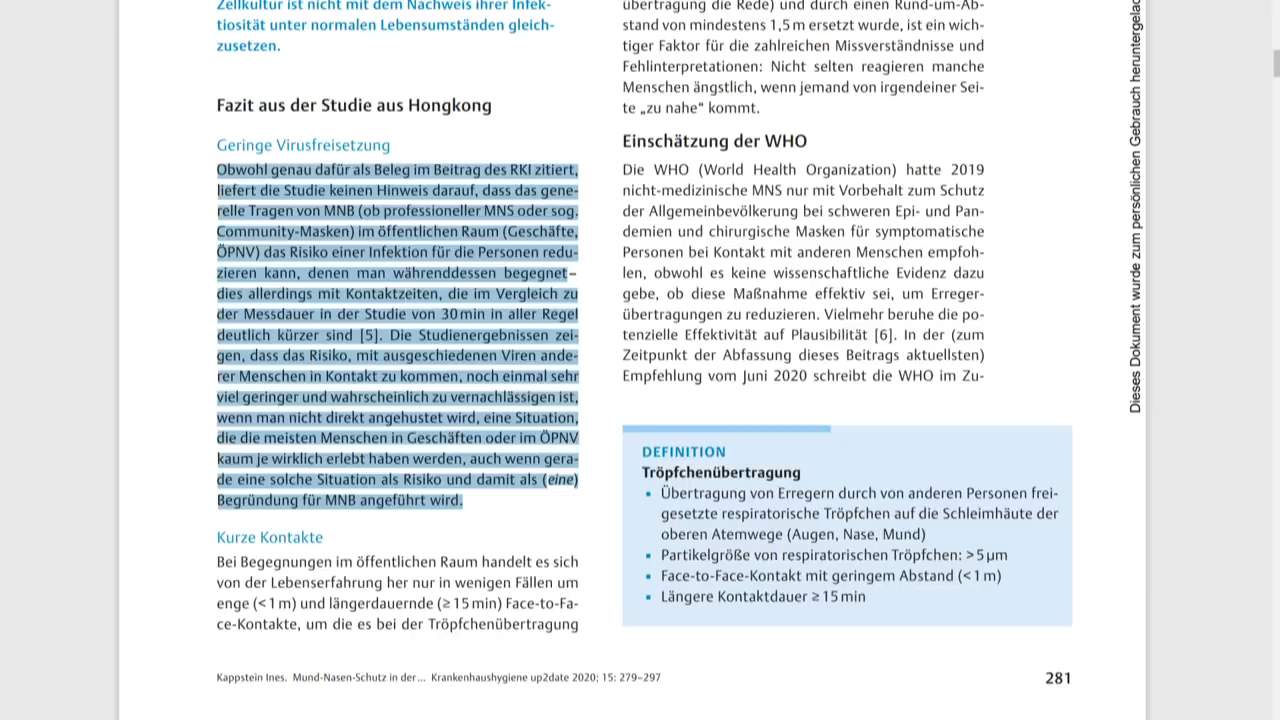 Zellkultur ist nicht mit dem Nachweis ihrer Infek-
tiosität unter normalen Lebensumständen gleich-
zusetzen.
Fazit aus der Studie aus Hongkong
Geringe Virusfreisetzung
Obwohl genau dafür als Beleg im Beitrag des RKI zitiert,
liefert die Studie keinen Hinweis darauf, dass das gene-
relle Tragen von MNB (ob professioneller MNS oder sog.
Community-Masken) im öffentlichen Raum (Geschäfte,
ÖPNV) das Risiko einer Infektion für die Personen redu-
zieren kann, denen man währenddessen begegnet –
dies allerdings mit Kontaktzeiten, die im Vergleich zu
der Messdauer in der Studie von 30 min in aller Regel
deutlich kürzer sind [5]. Die Studienergebnissen zei-
gen, dass das Risiko, mit ausgeschiedenen Viren ande-
rer Menschen in Kontakt zu kommen, noch einmal sehr
viel geringer und wahrscheinlich zu vernachlässigen ist,
wenn man nicht direkt angehustet wird, eine Situation,
die die meisten Menschen in Geschäften oder im ÖPNV
kaum je wirklich erlebt haben werden, auch wenn gera-
de eine solche Situation als Risiko und damit als (eine)
Begründung für MNB angeführt wird.
Kurze Kontakte
Bei Begegnungen im öffentlichen Raum handelt es sich
von der Lebenserfahrung her nur in wenigen Fällen um
enge (< 1 m) und längerdauernde (≥ 15 min) Face-to-Fa-
ce-Kontakte, um die es bei der Tröpfchenübertragung
übertragung die Rede) und durch einen Rund-um-Ab-
stand von mindestens 1,5 m ersetzt wurde, ist ein wich-
tiger Faktor für die zahlreichen Missverständnisse und
Fehlinterpretationen: Nicht selten reagieren manche
Menschen ängstlich, wenn jemand von irgendeiner Sei-
te „zu nahe“ kommt.
Einschätzung der WHO
Die WHO (World Health Organization) hatte 2019
nicht-medizinische MNS nur mit Vorbehalt zum Schutz
der Allgemeinbevölkerung bei schweren Epi- und Pan-
demien und chirurgische Masken für symptomatische
Personen bei Kontakt mit anderen Menschen empfoh-
len, obwohl es keine wissenschaftliche Evidenz dazu
gebe, ob diese Maßnahme effektiv sei, um Erreger-
übertragungen zu reduzieren. Vielmehr beruhe die po-
tenzielle Effektivität auf Plausibilität [6]. In der (zum
Zeitpunkt der Abfassung dieses Beitrags aktuellsten)
Empfehlung vom Juni 2020 schreibt die WHO im Zu-
DEFINITION
Tröpfchenübertragung
▪ Übertragung von Erregern durch von anderen Personen frei-
gesetzte respiratorische Tröpfchen auf die Schleimhäute der
oberen Atemwege (Augen, Nase, Mund)
▪ Partikelgröße von respiratorischen Tröpfchen: > 5 µm
▪ Face-to-Face-Kontakt mit geringem Abstand (< 1 m)
▪ Längere Kontaktdauer ≥ 15 min
Dieses Dokument wurde zum persönlichen Gebrauch heruntergelad
Kappstein Ines. Mund-Nasen-Schutz in der… Krankenhaushygiene up2date 2020; 15: 279–297
281